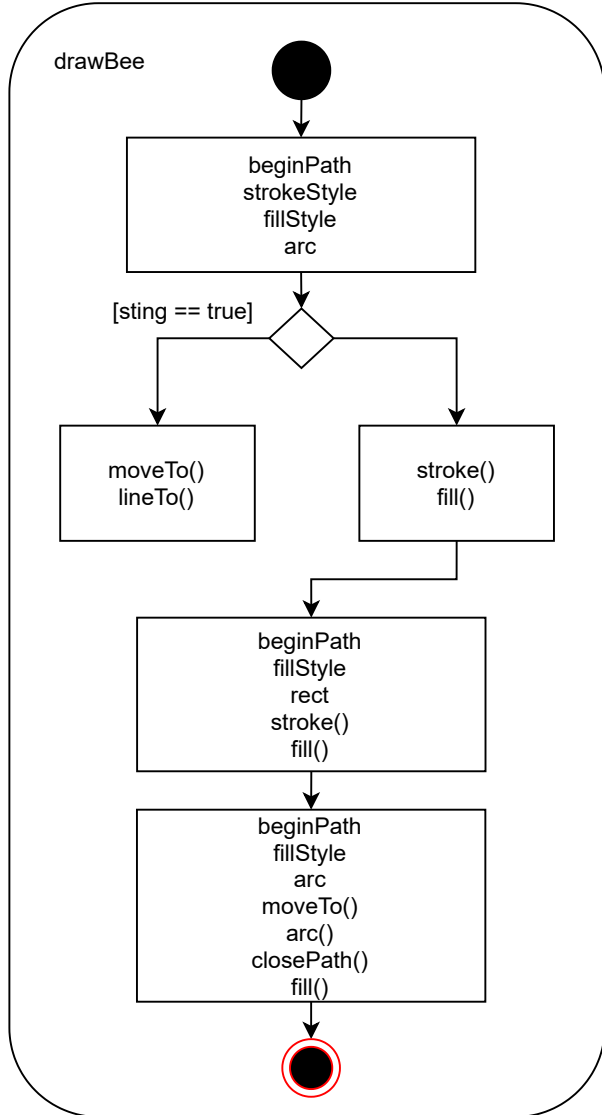 drawBee
beginPath
strokeStyle
fillStyle
arc
[sting == true]
moveTo()
lineTo()
stroke()
fill()
beginPath
fillStyle
rect
stroke()
fill()
beginPath
fillStyle
arc
moveTo()
arc()
closePath()
fill()